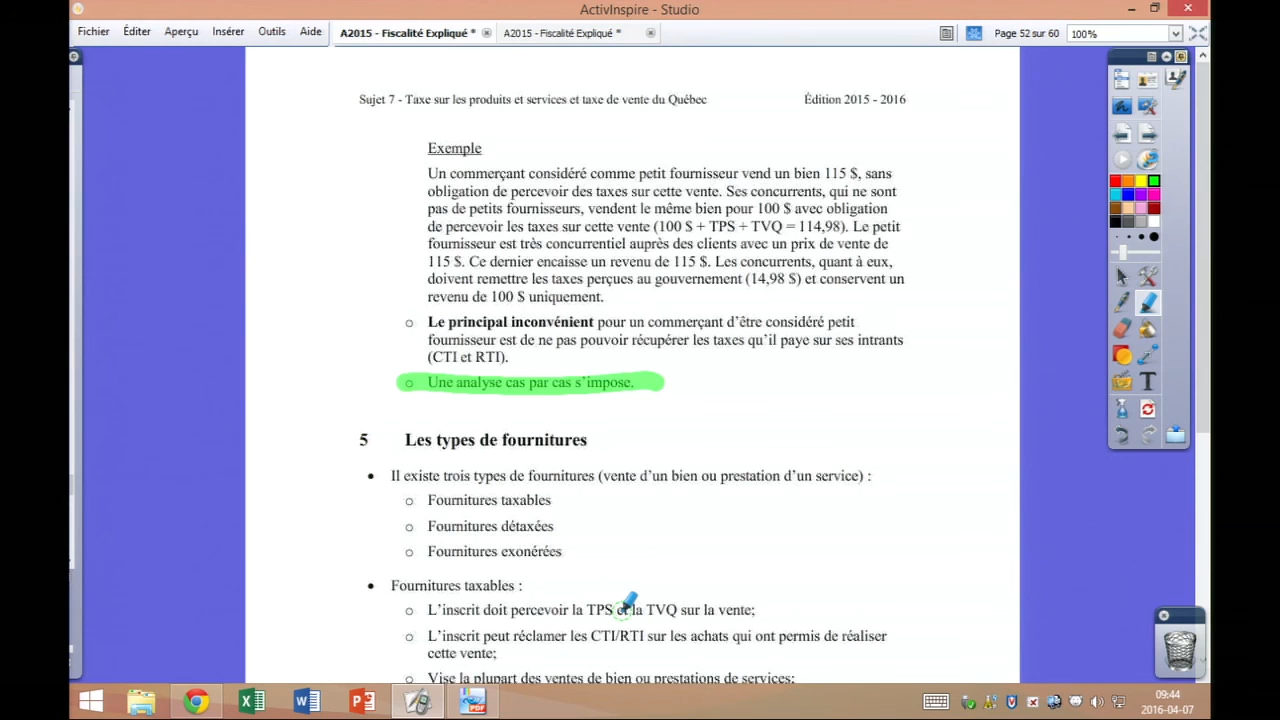 ActivInspire - Studio
Fichier Éditer Aperçu Insérer Outils Aide
A2015 - Fiscalité Expliqué *
A2015 - Fiscalité Expliqué *
Page 52 sur 60
100%
Sujet 7 - Taxe sur les produits et services et taxe de vente du Québec
Édition 2015 - 2016
Exemple
Un commerçant considéré comme petit fournisseur vend un bien 115 $, sans
obligation de percevoir des taxes sur cette vente. Ses concurrents, qui ne sont
pas de petits fournisseurs, vendent le même bien pour 100 $ avec obligation
de percevoir les taxes sur cette vente (100 $ + TPS + TVQ = 114,98). Le petit
fournisseur est très concurrentiel auprès des clients avec un prix de vente de
115 $. Ce dernier encaisse un revenu de 115 $. Les concurrents, quant à eux,
doivent remettre les taxes perçues au gouvernement (14,98 $) et conservent un
revenu de 100 $ uniquement.
o Le principal inconvénient pour un commerçant d'être considéré petit
fournisseur est de ne pas pouvoir récupérer les taxes qu'il paye sur ses intrants
(CTI et RTI).
o Une analyse cas par cas s'impose.
5 Les types de fournitures
• Il existe trois types de fournitures (vente d'un bien ou prestation d'un service) :
o Fournitures taxables
o Fournitures détaxées
o Fournitures exonérées
• Fournitures taxables :
o L'inscrit doit percevoir la TPS et la TVQ sur la vente;
o L'inscrit peut réclamer les CTI/RTI sur les achats qui ont permis de réaliser
cette vente;
o Vise la plupart des ventes de bien ou prestations de services;
09:44
2016-04-07